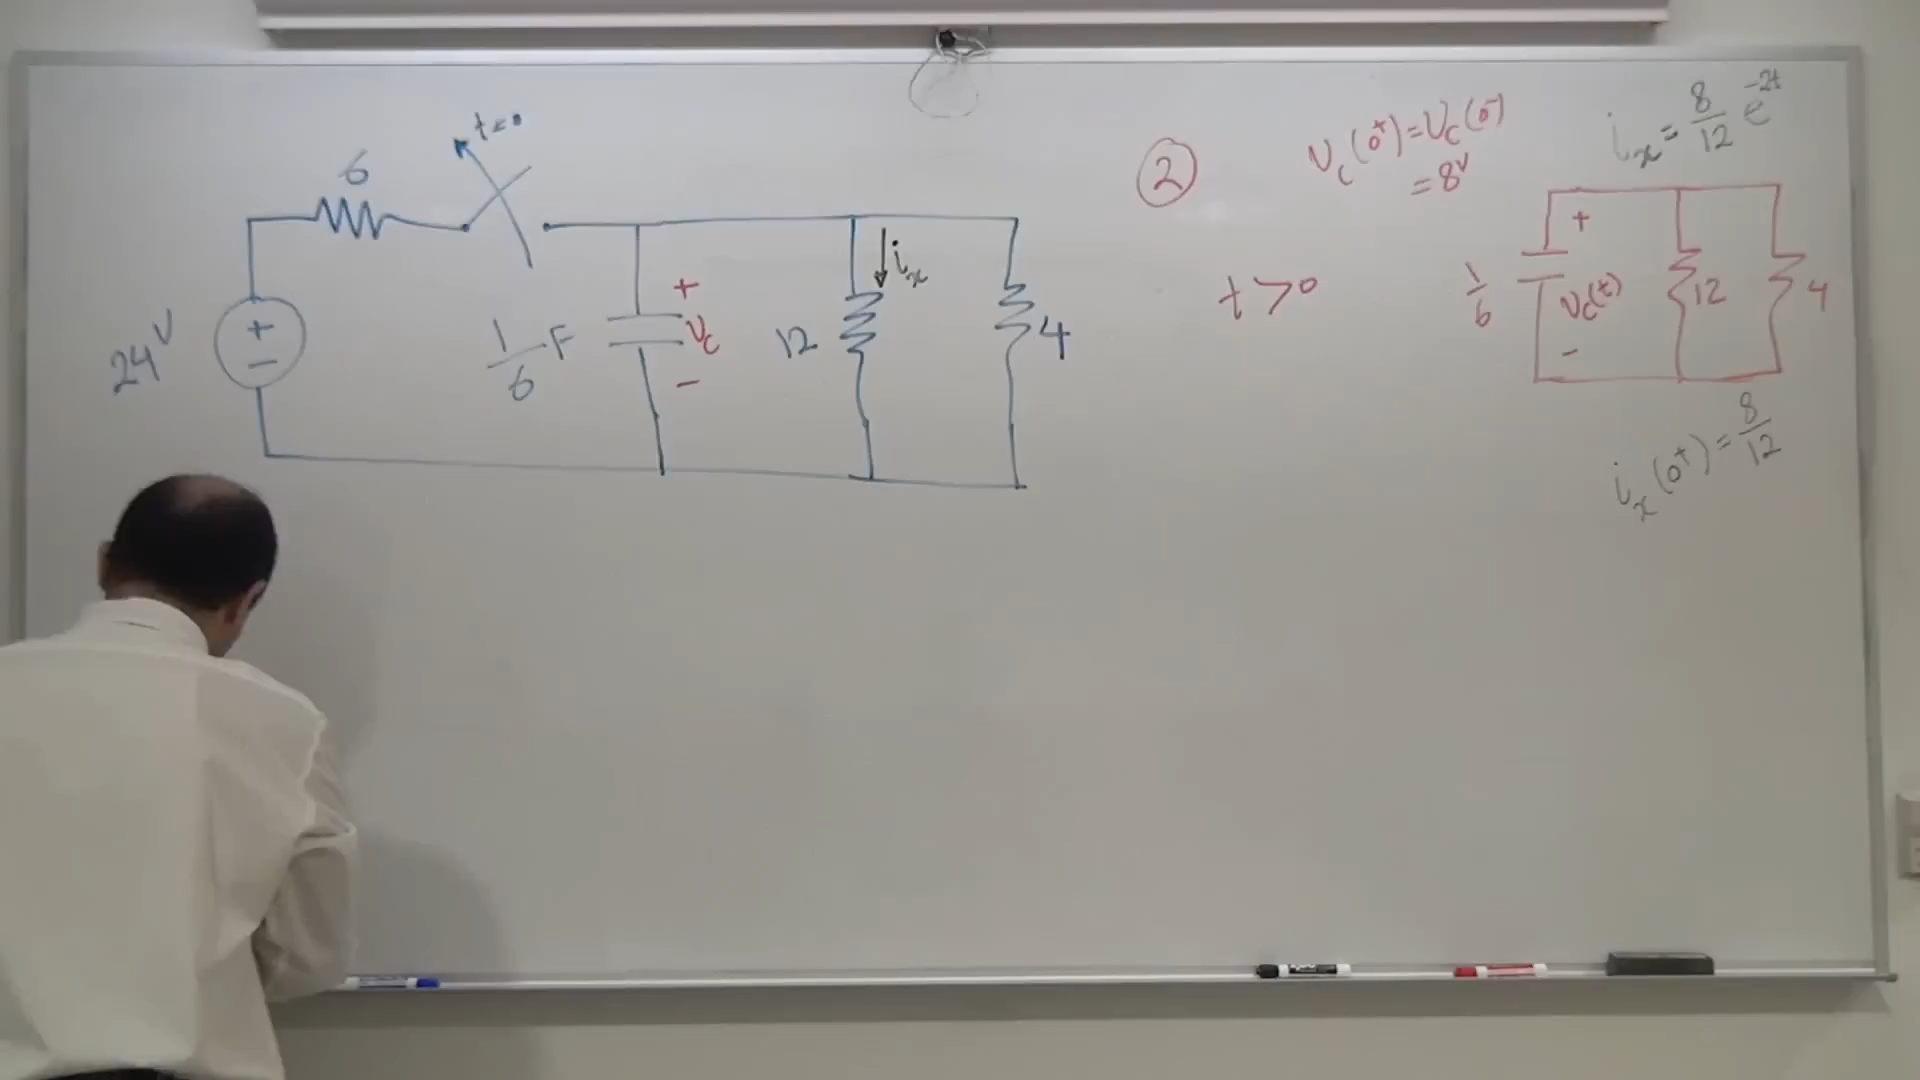 t=0
6
24V
+
-
1/6 F
+
Vc
-
12
ix
4
2
Vc(0⁺)=Vc(0⁻)
=8V
t>0
ix = 8/12 e^-2t
1/6
+
Vc(t)
-
12
4
ix(0⁺) = 8/12